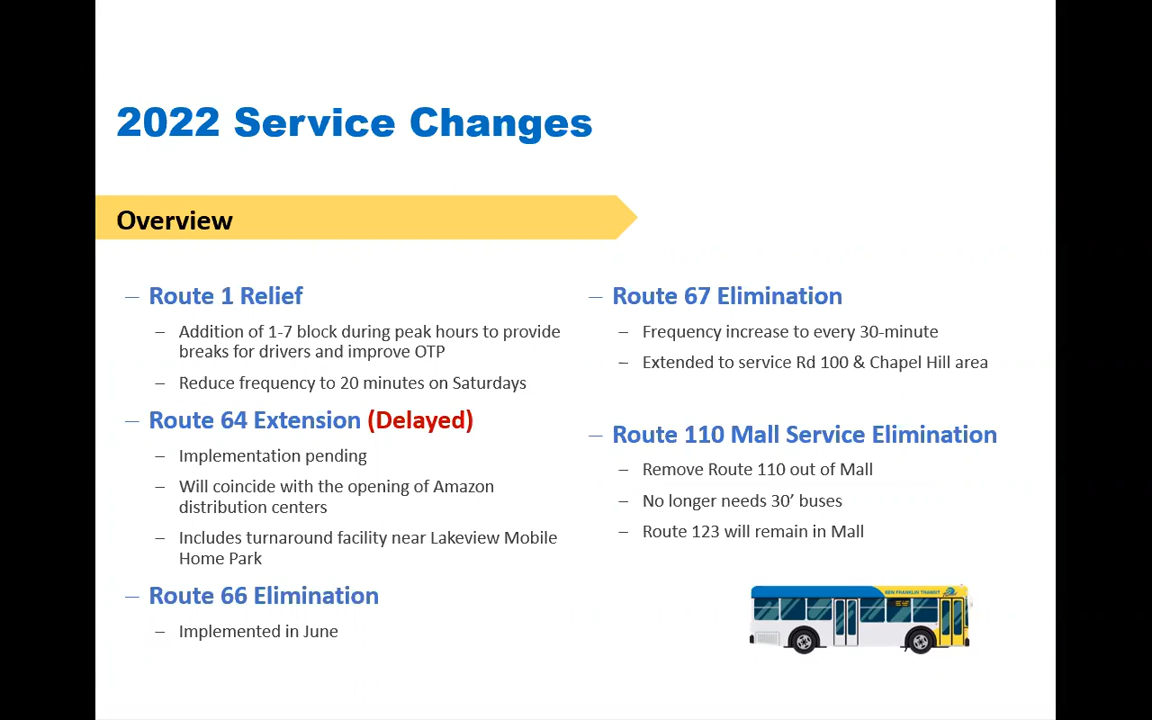 2022 Service Changes
Overview
– Route 1 Relief
– Addition of 1-7 block during peak hours to provide
breaks for drivers and improve OTP
– Reduce frequency to 20 minutes on Saturdays
– Route 64 Extension (Delayed)
– Implementation pending
– Will coincide with the opening of Amazon
distribution centers
– Includes turnaround facility near Lakeview Mobile
Home Park
– Route 66 Elimination
– Implemented in June
– Route 67 Elimination
– Frequency increase to every 30-minute
– Extended to service Rd 100 & Chapel Hill area
– Route 110 Mall Service Elimination
– Remove Route 110 out of Mall
– No longer needs 30’ buses
– Route 123 will remain in Mall
BEN FRANKLIN TRANSIT